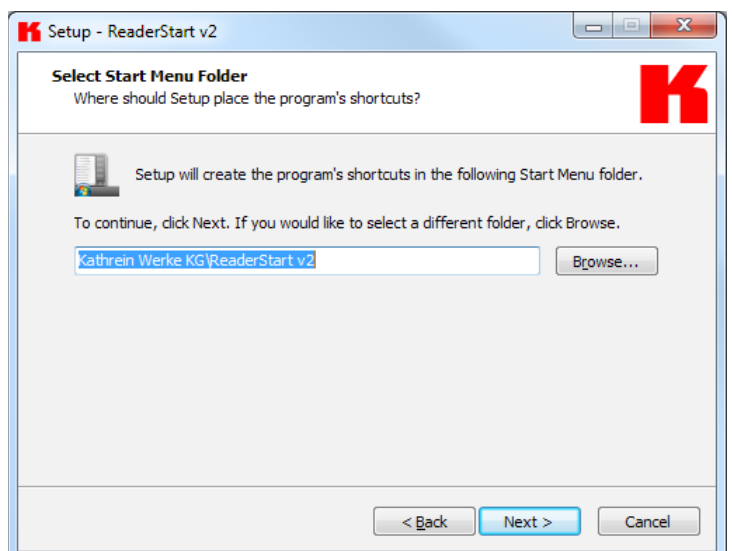 Setup - ReaderStart v2
Select Start Menu Folder
Where should Setup place the program's shortcuts?
Setup will create the program's shortcuts in the following Start Menu folder.
To continue, click Next. If you would like to select a different folder, click Browse.
Kathrein Werke KG\ReaderStart v2
Browse...
< Back
Next >
Cancel